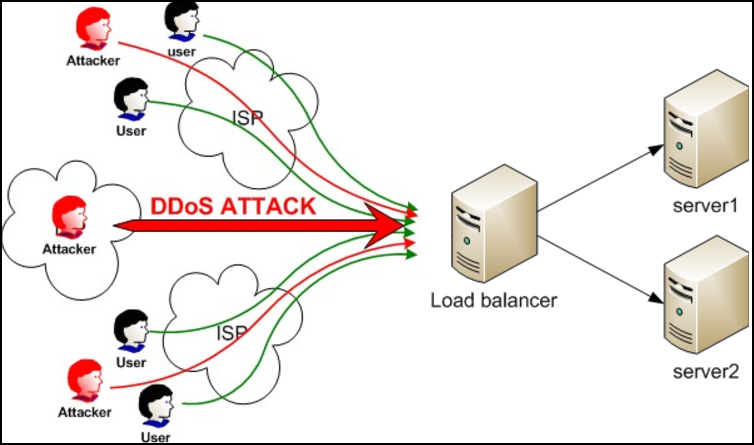 Attacker
user
User
ISP
DDoS ATTACK
Attacker
Load balancer
server1
server2
User
ISP
Attacker
User